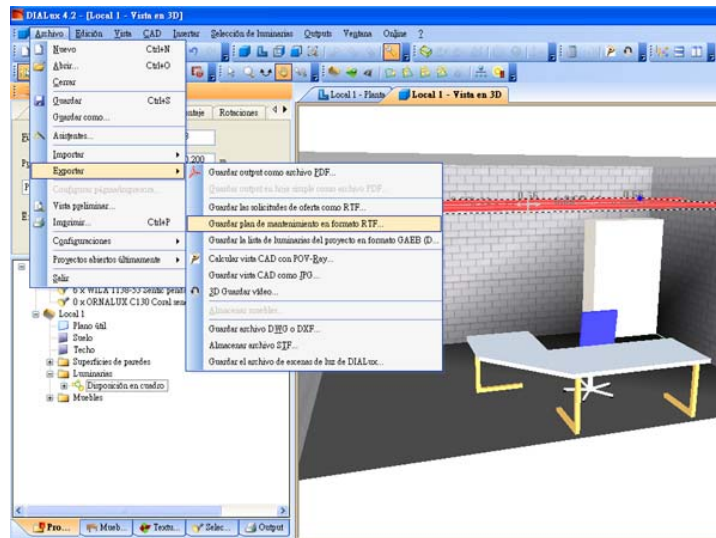 DIALux 4.2 - [Local 1 - Vista en 3D]
Archivo Edición Vista CAD Insertar Selección de luminarias Outputs Ventana Online ?
Nuevo Ctrl+N
Abrir... Ctrl+O
Cerrar
Guardar Ctrl+S
Guardar como...
Asistentes...
Importar
Exportar
Vista preliminar...
Imprimir... Ctrl+P
Configuraciones
Proyectos abiertos últimamente
Salir
Rotaciones
Local 1 - Planta
Local 1 - Vista en 3D
Guardar output como archivo PDF...
Guardar output en hoja simple como archivo PDF...
Guardar las solicitudes de oferta como RTF...
Guardar plan de mantenimiento en formato RTF...
Guardar la lista de luminarias del proyecto en formato GAEB (D...
Calcular vista CAD con POV-Ray...
Guardar vista CAD como JPG...
3D Guardar vídeo...
Almacenar muebles...
Guardar archivo DWG o DXF...
Almacenar archivo STF...
Guardar el archivo de escenas de luz de DIALux...
0 x ORNALUX C130 Coral
Local 1
Plano útil
Suelo
Techo
Superficies de paredes
Luminarias
Disposición en cuadro
Muebles
Pro... Mueb... Textu... Selec... Output